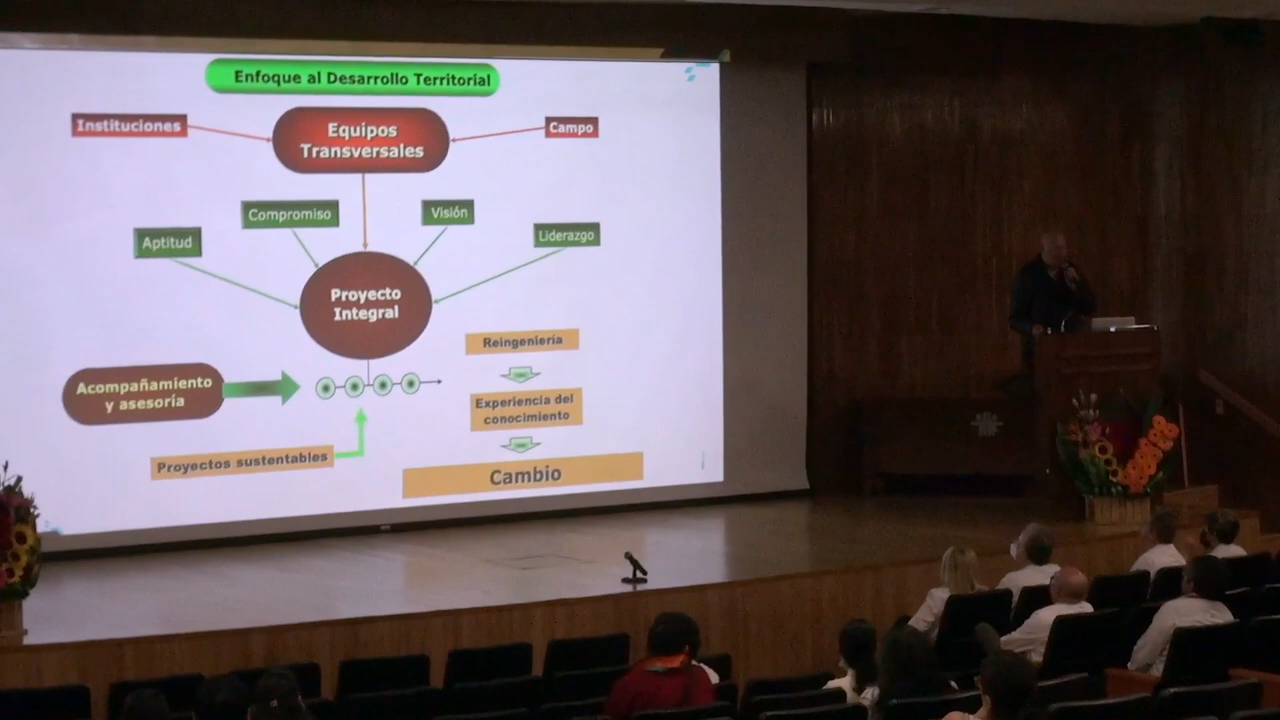 Enfoque al Desarrollo Territorial
Instituciones
Equipos
Transversales
Campo
Compromiso
Visión
Aptitud
Liderazgo
Proyecto
Integral
Reingeniería
Acompañamiento
y asesoría
Experiencia del
conocimiento
Proyectos sustentables
Cambio